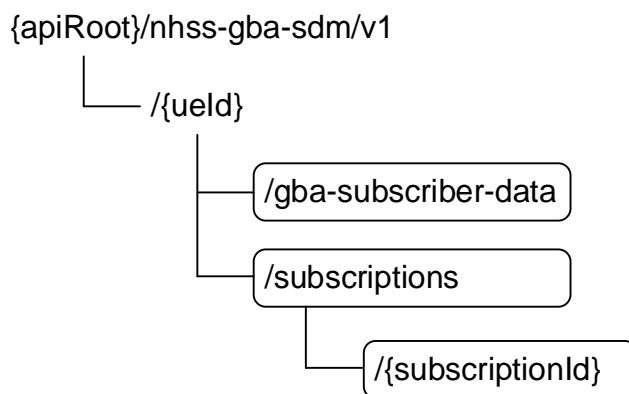 {apiRoot}/nhss-gba-sdm/v1
/{ueId}
/gba-subscriber-data
/subscriptions
/{subscriptionId}